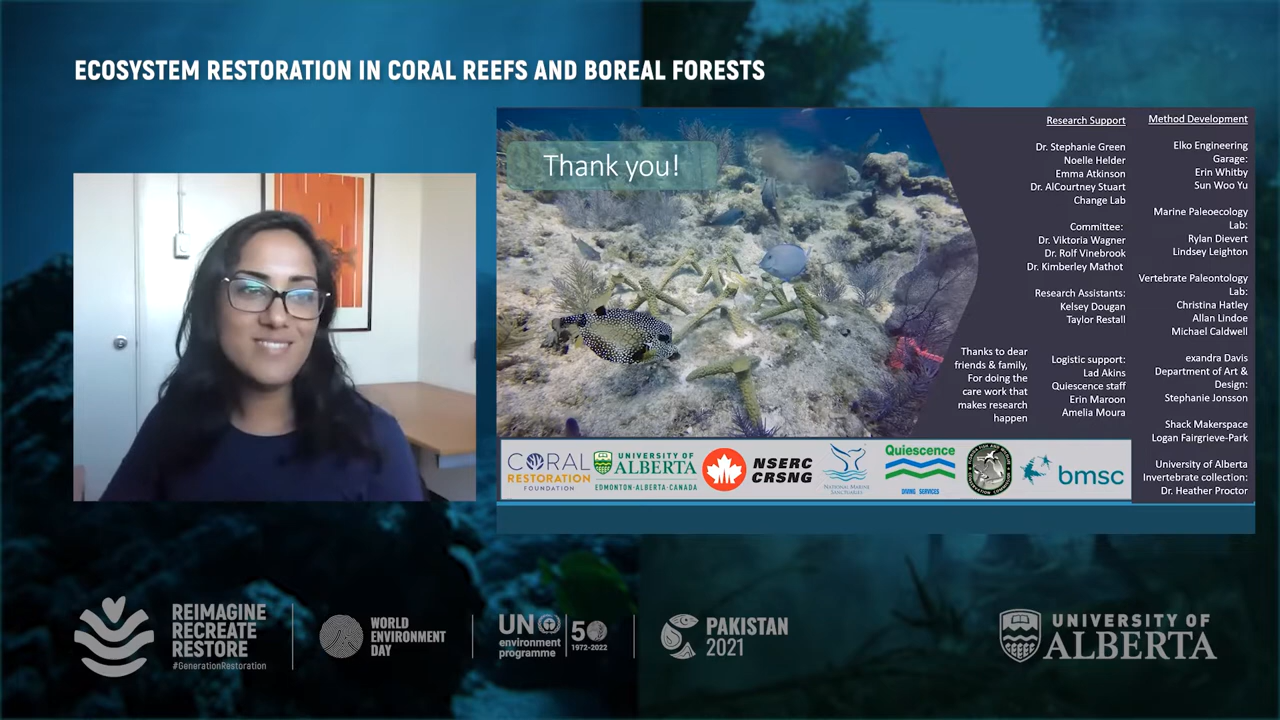 ECOSYSTEM RESTORATION IN CORAL REEFS AND BOREAL FORESTS
Thank you!
Thanks to dear
friends & family,
For doing the
care work that
makes research
happen
Research Support
Dr. Stephanie Green
Noelle Helder
Emma Atkinson
Dr. AlCourtney Stuart
Change Lab
Committee:
Dr. Viktoria Wagner
Dr. Rolf Vinebrook
Dr. Kimberley Mathot
Research Assistants:
Kelsey Dougan
Taylor Restall
Logistic support:
Lad Akins
Quiescence staff
Erin Maroon
Amelia Moura
Method Development
Elko Engineering
Garage:
Erin Whitby
Sun Woo Yu
Marine Paleoecology
Lab:
Rylan Dievert
Lindsey Leighton
Vertebrate Paleontology
Lab:
Christina Hatley
Allan Lindoe
Michael Caldwell
exandra Davis
Department of Art &
Design:
Stephanie Jonsson
Shack Makerspace
Logan Fairgrieve-Park
University of Alberta
Invertebrate collection:
Dr. Heather Proctor
CORAL
RESTORATION
FOUNDATION
UNIVERSITY OF
ALBERTA
EDMONTON·ALBERTA·CANADA
NSERC
CRSNG
NATIONAL MARINE
SANCTUARIES
Quiescence
DIVING SERVICES
bmsc
REIMAGINE
RECREATE
RESTORE
#GenerationRestoration
WORLD
ENVIRONMENT
DAY
UN
environment
programme
50
1972-2022
PAKISTAN
2021
UNIVERSITY OF
ALBERTA